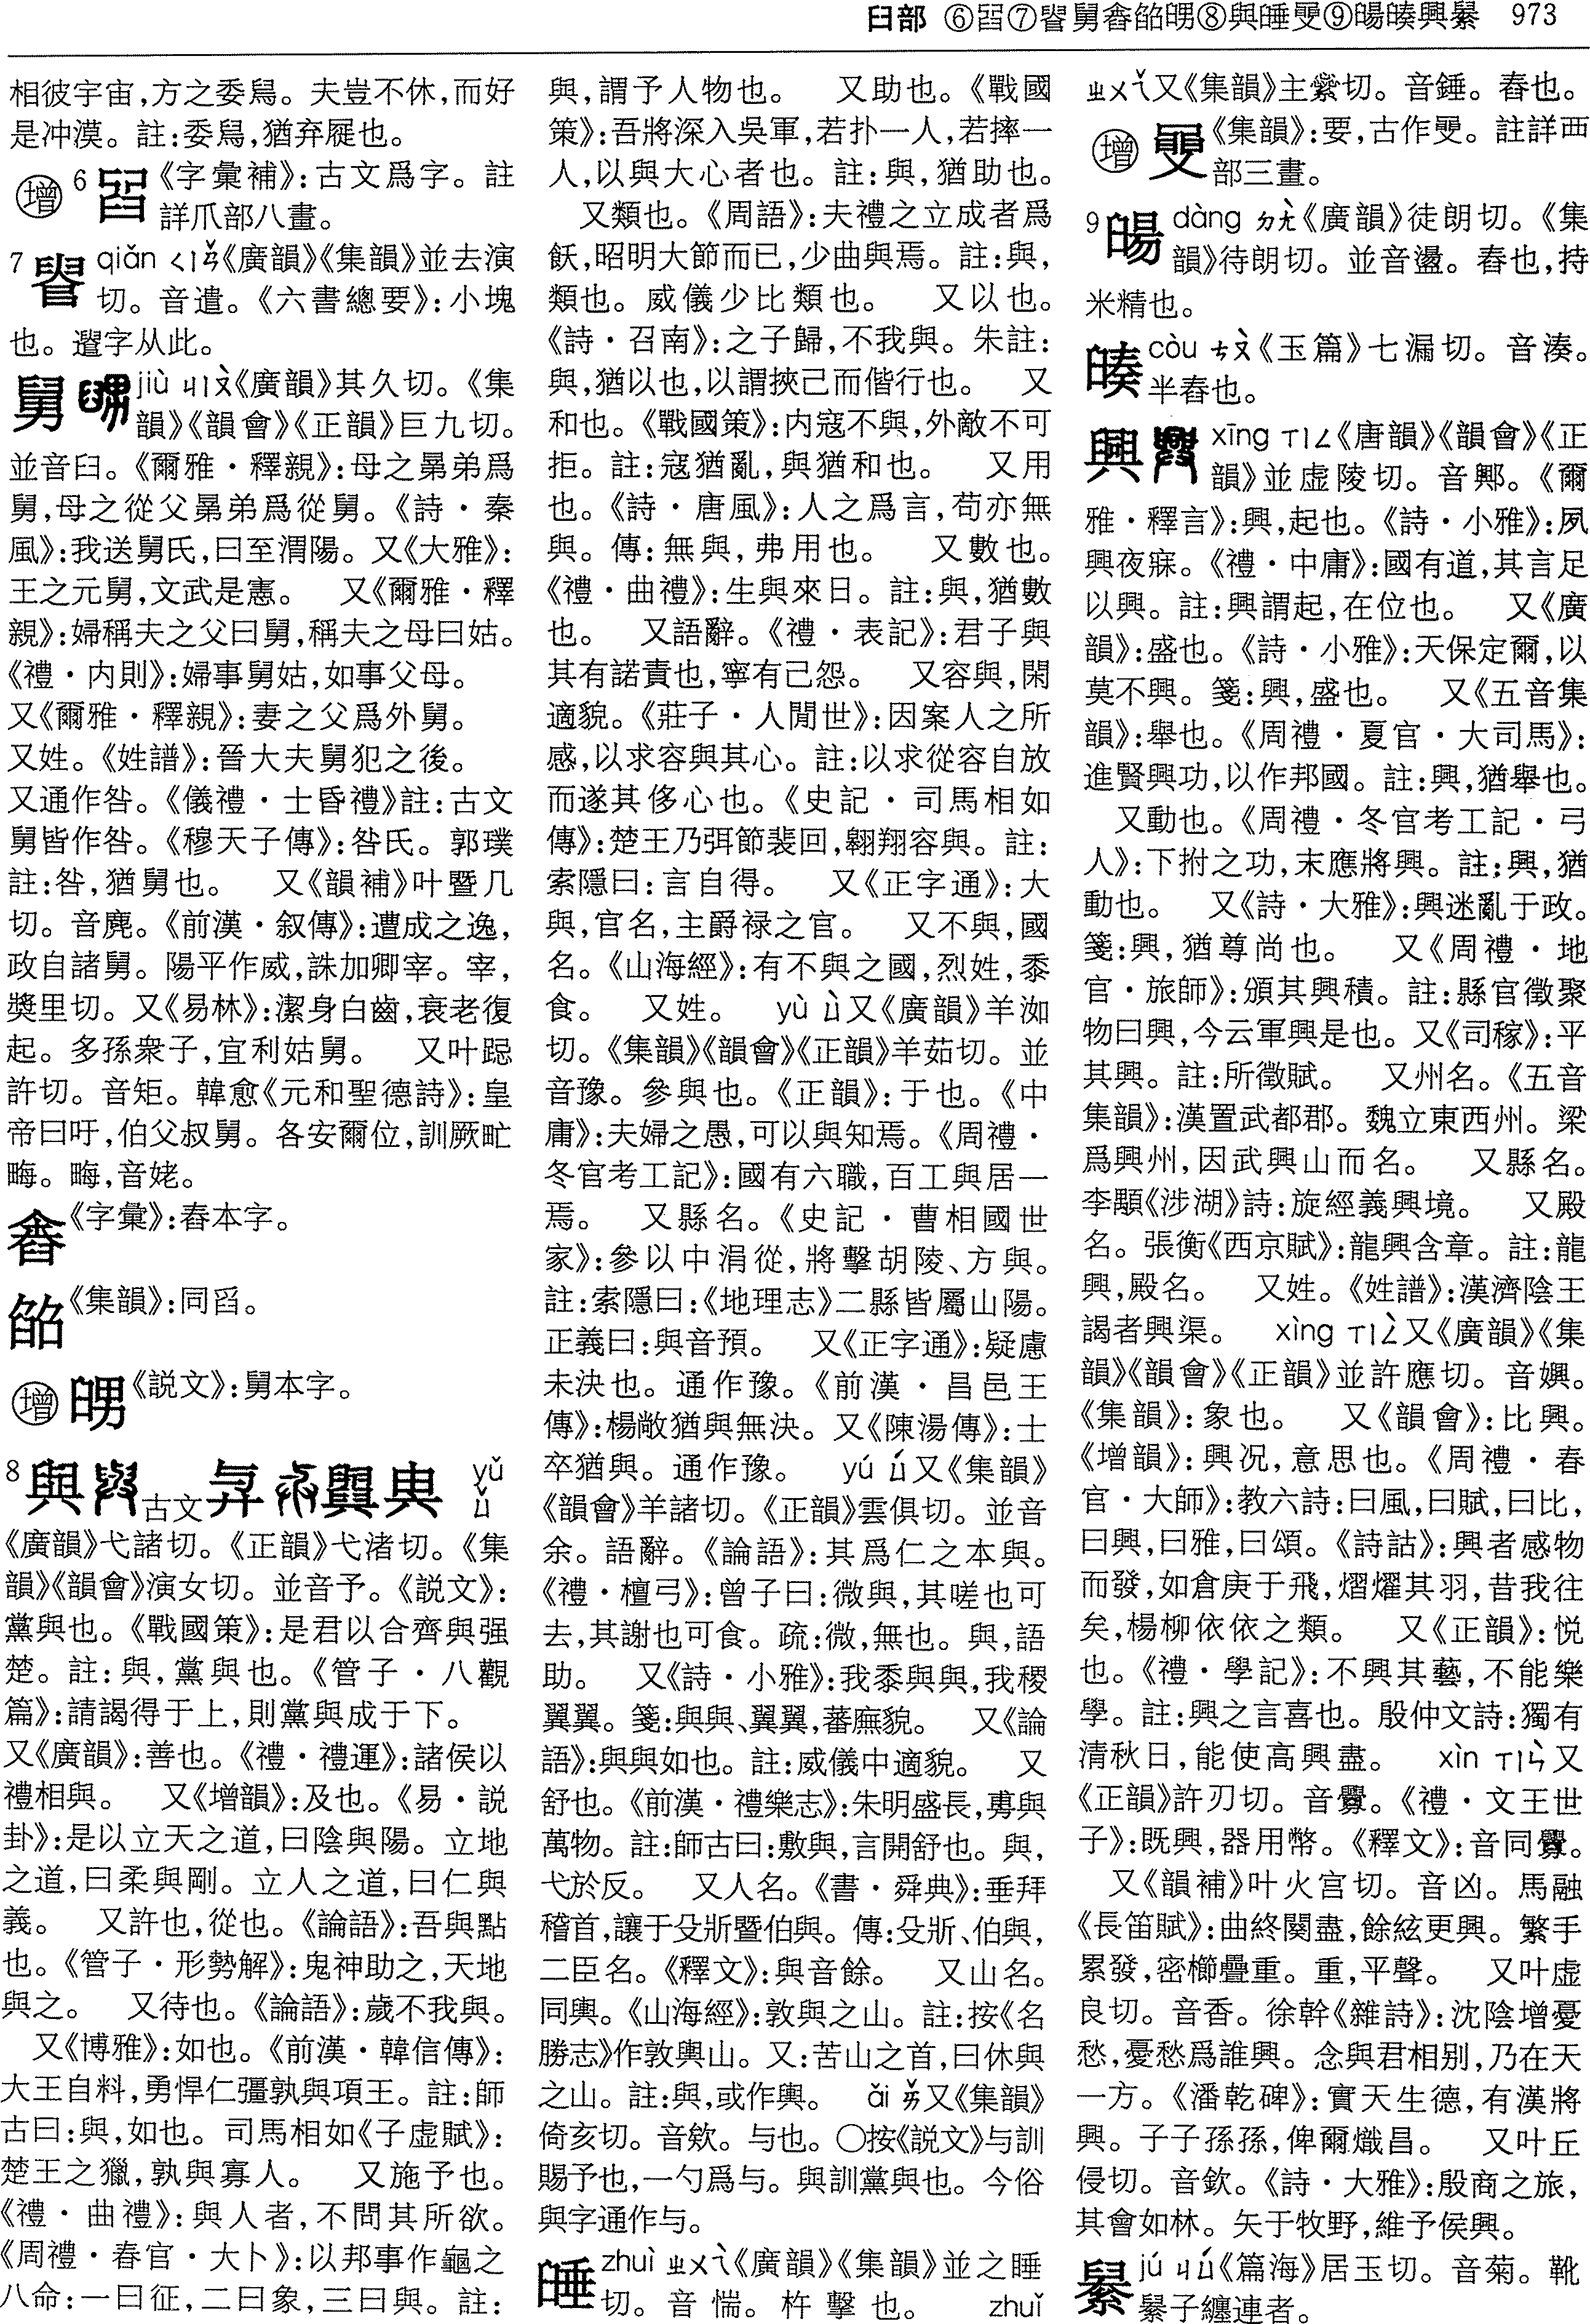 臼部 ⑥𦥝⑦𦥨舅𦥰𦥦𦥮⑧與𦥻𦥼⑨𦥾𦦀興𦦁 973
相彼宇宙，方之委舄。夫豈不休，而好
是冲漠。註：委舄，猶弃屣也。
增 6 《字彙補》：古文爲字。註
詳爪部八畫。
7 qiǎn ㄑㄧㄢˇ《廣韻》《集韻》並去演
切。音遣。《六書總要》：小塊
也。遣字从此。
舅 jiù ㄐㄧㄡˋ《廣韻》其久切。《集
韻》《韻會》《正韻》巨九切。
並音臼。《爾雅·釋親》：母之晜弟爲
舅，母之從父晜弟爲從舅。《詩·秦
風》：我送舅氏，曰至渭陽。又《大雅》：
王之元舅，文武是憲。　又《爾雅·釋
親》：婦稱夫之父曰舅，稱夫之母曰姑。
《禮·内則》：婦事舅姑，如事父母。
又《爾雅·釋親》：妻之父爲外舅。
又姓。《姓譜》：晉大夫舅犯之後。
又通作咎。《儀禮·士昏禮》註：古文
舅皆作咎。《穆天子傳》：咎氏。郭璞
註：咎，猶舅也。　又《韻補》叶暨几
切。音麂。《前漢·叙傳》：遭成之逸，
政自諸舅。陽平作威，誅加卿宰。宰，
獎里切。又《易林》：潔身白齒，衰老復
起。多孫衆子，宜利姑舅。　又叶跽
許切。音矩。韓愈《元和聖德詩》：皇
帝曰吁，伯父叔舅。各安爾位，訓厥甿
畮。畮，音姥。
《字彙》：舂本字。
《集韻》：同舀。
增 《説文》：舅本字。
8 與 古文 yǔ ㄩˇ
《廣韻》弋諸切。《正韻》弋渚切。《集
韻》《韻會》演女切。並音予。《説文》：
黨與也。《戰國策》：是君以合齊與强
楚。註：與，黨與也。《管子·八觀
篇》：請謁得于上，則黨與成于下。
又《廣韻》：善也。《禮·禮運》：諸侯以
禮相與。　又《增韻》：及也。《易·説
卦》：是以立天之道，曰陰與陽。立地
之道，曰柔與剛。立人之道，曰仁與
義。　又許也，從也。《論語》：吾與點
也。《管子·形勢解》：鬼神助之，天地
與之。　又待也。《論語》：歲不我與。
又《博雅》：如也。《前漢·韓信傳》：
大王自料，勇悍仁彊孰與項王。註：師
古曰：與，如也。司馬相如《子虛賦》：
楚王之獵，孰與寡人。　又施予也。
《禮·曲禮》：與人者，不問其所欲。
《周禮·春官·大卜》：以邦事作龜之
八命：一曰征，二曰象，三曰與。註：
與，謂予人物也。　又助也。《戰國
策》：吾將深入吳軍，若扑一人，若捽一
人，以與大心者也。註：與，猶助也。
又類也。《周語》：夫禮之立成者爲
飫，昭明大節而已，少曲與焉。註：與，
類也。威儀少比類也。　又以也。
《詩·召南》：之子歸，不我與。朱註：
與，猶以也，以謂挾己而偕行也。　又
和也。《戰國策》：内寇不與，外敵不可
拒。註：寇猶亂，與猶和也。　又用
也。《詩·唐風》：人之爲言，苟亦無
與。傳：無與，弗用也。　又數也。
《禮·曲禮》：生與來日。註：與，猶數
也。　又語辭。《禮·表記》：君子與
其有諾責也，寧有已怨。　又容與，閑
適貌。《莊子·人閒世》：因案人之所
感，以求容與其心。註：以求從容自放
而遂其侈心也。《史記·司馬相如
傳》：楚王乃弭節裴回，翺翔容與。註：
索隱曰：言自得。　又《正字通》：大
與，官名，主爵禄之官。　又不與，國
名。《山海經》：有不與之國，烈姓，黍
食。　又姓。　yù ㄩˋ又《廣韻》羊洳
切。《集韻》《韻會》《正韻》羊茹切。並
音豫。參與也。《正韻》：于也。《中
庸》：夫婦之愚，可以與知焉。《周禮·
冬官考工記》：國有六職，百工與居一
焉。　又縣名。《史記·曹相國世
家》：參以中涓從，將擊胡陵、方與。
註：索隱曰：《地理志》二縣皆屬山陽。
正義曰：與音預。　又《正字通》：疑慮
未決也。通作豫。《前漢·昌邑王
傳》：楊敞猶與無決。又《陳湯傳》：士
卒猶與。通作豫。　yú ㄩˊ又《集韻》
《韻會》羊諸切。《正韻》雲俱切。並音
余。語辭。《論語》：其爲仁之本與。
《禮·檀弓》：曾子曰：微與，其嗟也可
去，其謝也可食。疏：微，無也。與，語
助。　又《詩·小雅》：我黍與與，我稷
翼翼。箋：與與、翼翼，蕃廡貌。　又《論
語》：與與如也。註：威儀中適貌。　又
舒也。《前漢·禮樂志》：朱明盛長，旉與
萬物。註：師古曰：敷與，言開舒也。與，
弋於反。　又人名。《書·舜典》：垂拜
稽首，讓于殳斨暨伯與。傳：殳斨、伯與，
二臣名。《釋文》：與音餘。　又山名。
同輿。《山海經》：敦與之山。註：按《名
勝志》作敦輿山。又：苦山之首，曰休與
之山。註：與，或作輿。　ǎi ㄞˇ又《集韻》
倚亥切。音欸。与也。○按《説文》与訓
賜予也，一勺爲与。與訓黨與也。今俗
與字通作与。
zhuì ㄓㄨㄟˋ《廣韻》《集韻》並之睡
切。音惴。杵擊也。　zhuǐ
ㄓㄨㄟˇ又《集韻》主縈切。音錘。舂也。
增 《集韻》：要，古作𦥼。註詳襾
部三畫。
9 dàng ㄉㄤˋ《廣韻》徒朗切。《集
韻》待朗切。並音盪。舂也，持
米精也。
còu ㄘㄡˋ《玉篇》七漏切。音湊。
半舂也。
興 xīng ㄒㄧㄥ《唐韻》《韻會》《正
韻》並虛陵切。音鄭。《爾
雅·釋言》：興，起也。《詩·小雅》：夙
興夜寐。《禮·中庸》：國有道，其言足
以興。註：興謂起，在位也。　又《廣
韻》：盛也。《詩·小雅》：天保定爾，以
莫不興。箋：興，盛也。　又《五音集
韻》：舉也。《周禮·夏官·大司馬》：
進賢興功，以作邦國。註：興，猶舉也。
又動也。《周禮·冬官考工記·弓
人》：下拊之功，末應將興。註：興，猶
動也。　又《詩·大雅》：興迷亂于政。
箋：興，猶尊尚也。　又《周禮·地
官·旅師》：頒其興積。註：縣官徵聚
物曰興，今云軍興是也。又《司稼》：平
其興。註：所徵賦。　又州名。《五音
集韻》：漢置武都郡。魏立東西州。梁
爲興州，因武興山而名。　又縣名。
李顒《涉湖》詩：旋經義興境。　又殿
名。張衡《西京賦》：龍興含章。註：龍
興，殿名。　又姓。《姓譜》：漢濟陰王
謁者興渠。　xìng ㄒㄧㄥˋ又《廣韻》《集
韻》《韻會》《正韻》並許應切。音嬹。
《集韻》：象也。　又《韻會》：比興。
《增韻》：興况，意思也。《周禮·春
官·大師》：教六詩：曰風，曰賦，曰比，
曰興，曰雅，曰頌。《詩詁》：興者感物
而發，如倉庚于飛，熠燿其羽，昔我往
矣，楊柳依依之類。　又《正韻》：悦
也。《禮·學記》：不興其藝，不能樂
學。註：興之言喜也。殷仲文詩：獨有
清秋日，能使高興盡。　xìn ㄒㄧㄣˋ又
《正韻》許刃切。音釁。《禮·文王世
子》：既興，器用幣。《釋文》：音同釁。
又《韻補》叶火宫切。音凶。馬融
《長笛賦》：曲終闋盡，餘絃更興。繁手
累發，密櫛疊重。重，平聲。　又叶虛
良切。音香。徐幹《雜詩》：沈陰增憂
愁，憂愁爲誰興。念與君相别，乃在天
一方。《潘乾碑》：實天生德，有漢將
興。子子孫孫，俾爾熾昌。　又叶丘
侵切。音欽。《詩·大雅》：殷商之旅，
其會如林。矢于牧野，維予侯興。
jú ㄐㄩˊ《篇海》居玉切。音菊。靴
子纏連者。